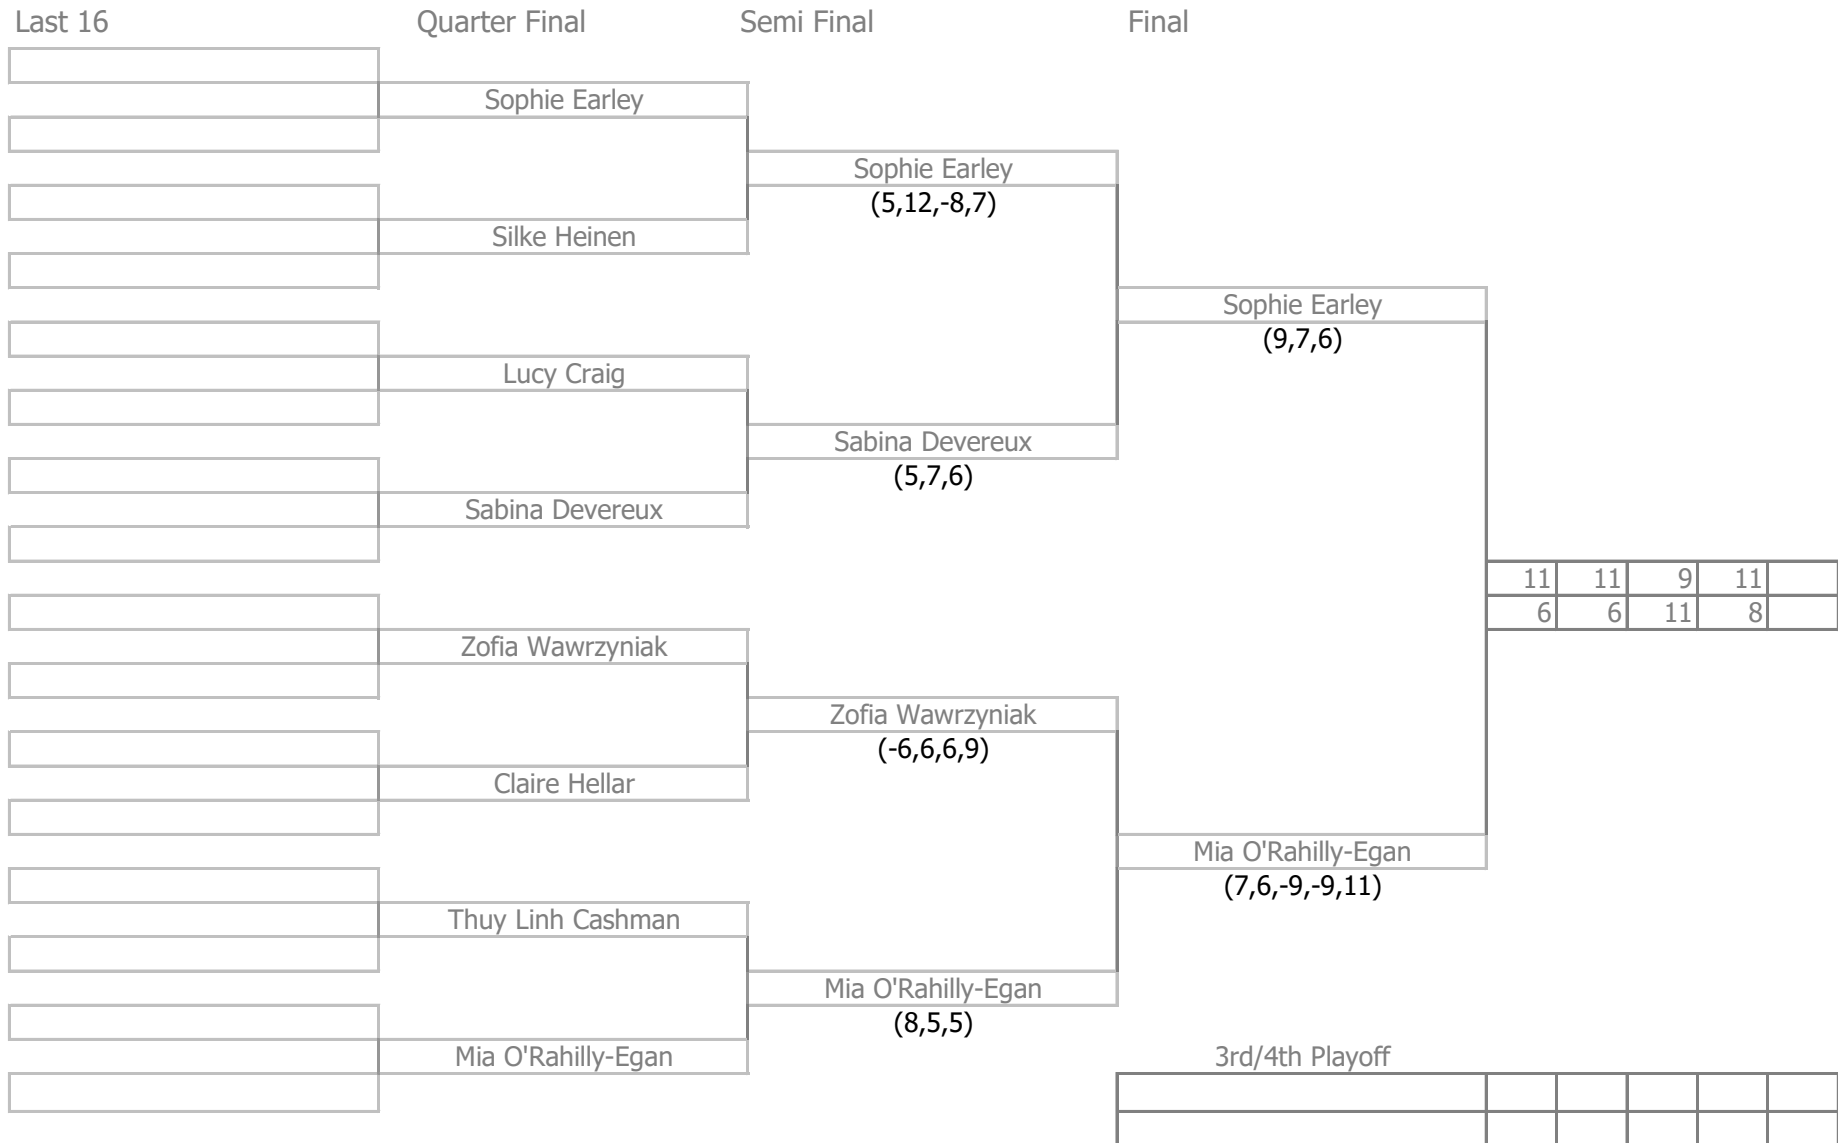 Last 16 Quarter Final Semi Final Final
Sophie Earley
Sophie Earley
(5,12,-8,7)
Silke Heinen
Sophie Earley
(9,7,6)
Lucy Craig
Sabina Devereux
(5,7,6)
Sabina Devereux
11 11 9 11
6 6 11 8
Zofia Wawrzyniak
Zofia Wawrzyniak
(-6,6,6,9)
Claire Hellar
Mia O'Rahilly-Egan
(7,6,-9,-9,11)
Thuy Linh Cashman
Mia O'Rahilly-Egan
(8,5,5)
Mia O'Rahilly-Egan 3rd/4th Playoff